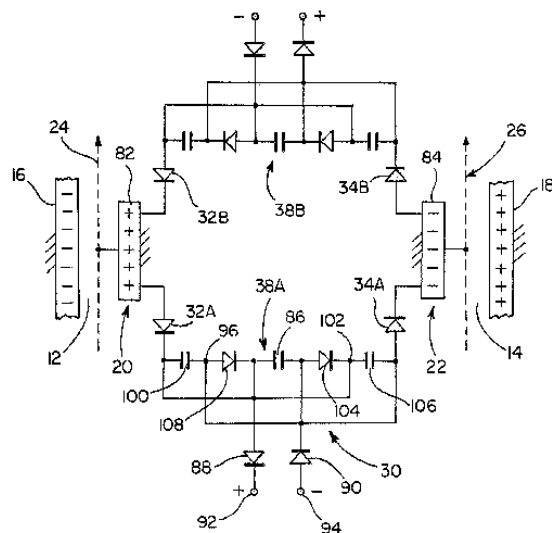 - +
24
26
16
82
84
18
32B
38B
34B
+ + + + +
- - - - -
- - - - - - -
+ + + + + + +
38A
32A
96
86
102
34A
12
20
22
14
100
108
104
106
88
90
30
+ -
92
94